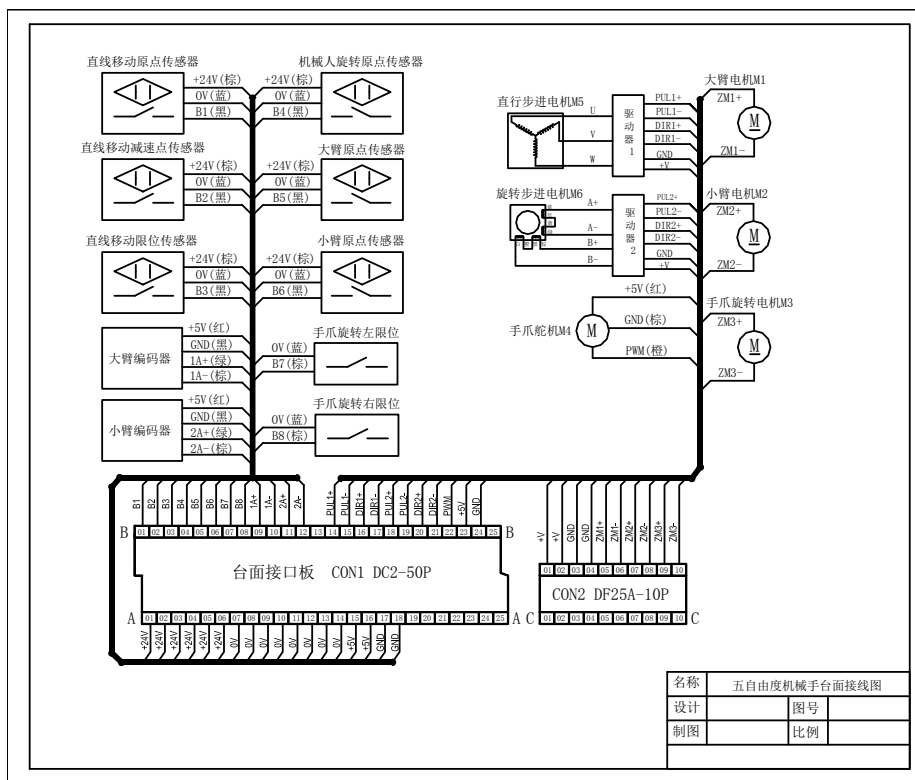 直线移动原点传感器
+24V(棕)
0V(蓝)
B1(黑)
机械人旋转原点传感器
+24V(棕)
0V(蓝)
B4(黑)
直线移动减速点传感器
+24V(棕)
0V(蓝)
B2(黑)
大臂原点传感器
+24V(棕)
0V(蓝)
B5(黑)
直线移动限位传感器
+24V(棕)
0V(蓝)
B3(黑)
小臂原点传感器
+24V(棕)
0V(蓝)
B6(黑)
大臂编码器
+5V(红)
GND(黑)
1A+(绿)
1A-(棕)
手爪旋转左限位
0V(蓝)
B7(棕)
小臂编码器
+5V(红)
GND(黑)
2A+(绿)
2A-(棕)
手爪旋转右限位
0V(蓝)
B8(棕)
直行步进电机M5
U
V
W
驱动器1
PUL1+
PUL1-
DIR1+
DIR1-
GND
+V
大臂电机M1
ZM1+
M
ZM1-
旋转步进电机M6
A+
A-
B+
B-
驱动器2
PUL2+
PUL2-
DIR2+
DIR2-
GND
+V
小臂电机M2
ZM2+
M
ZM2-
手爪舵机M4
M
+5V(红)
GND(棕)
PWM(橙)
手爪旋转电机M3
ZM3+
M
ZM3-
B1 B2 B3 B4 B5 B6 B7 B8 1A+ 1A- 2A+ 2A- PUL1+ PUL1- DIR1+ DIR1- PUL2+ PUL2- DIR2+ DIR2- PWM +5V GND
B 01 02 03 04 05 06 07 08 09 10 11 12 13 14 15 16 17 18 19 20 21 22 23 24 25 B
台面接口板 CON1 DC2-50P
A 01 02 03 04 05 06 07 08 09 10 11 12 13 14 15 16 17 18 19 20 21 22 23 24 25 A
+24V +24V +24V +24V +24V +24V 0V 0V 0V 0V 0V 0V 0V 0V +5V +5V GND GND
+V +V GND GND ZM1+ ZM1- ZM2+ ZM2- ZM3+ ZM3-
01 02 03 04 05 06 07 08 09 10
CON2 DF25A-10P
C 01 02 03 04 05 06 07 08 09 10 C
名称 五自由度机械手台面接线图
设计 图号
制图 比例